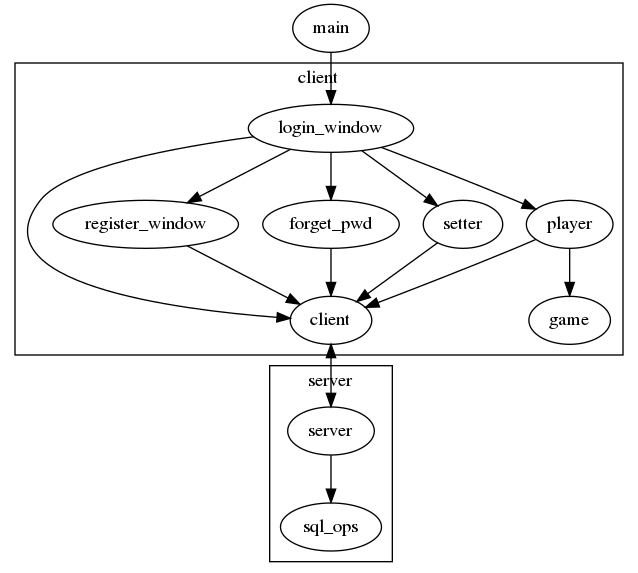 main
client
login_window
register_window
forget_pwd
setter
player
client
game
server
server
sql_ops